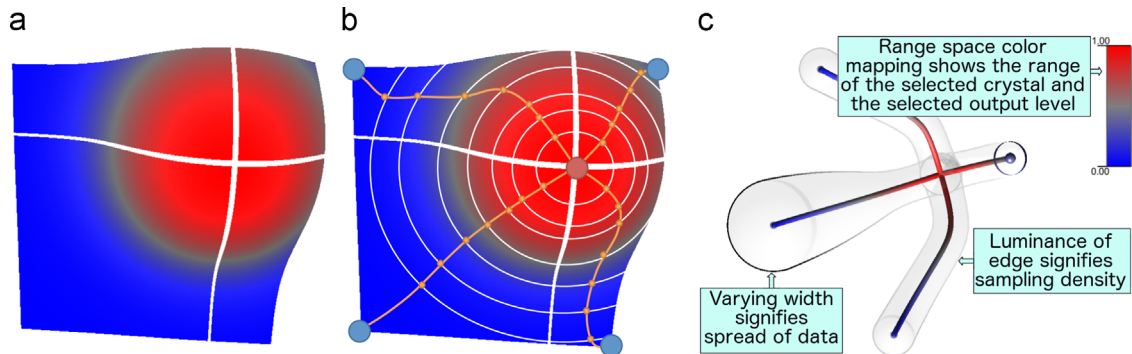 a
b
c
Range space color
mapping shows the range
of the selected crystal and
the selected output level
1.00
0.00
Luminance of
edge signifies
sampling density
Varying width
signifies
spread of data